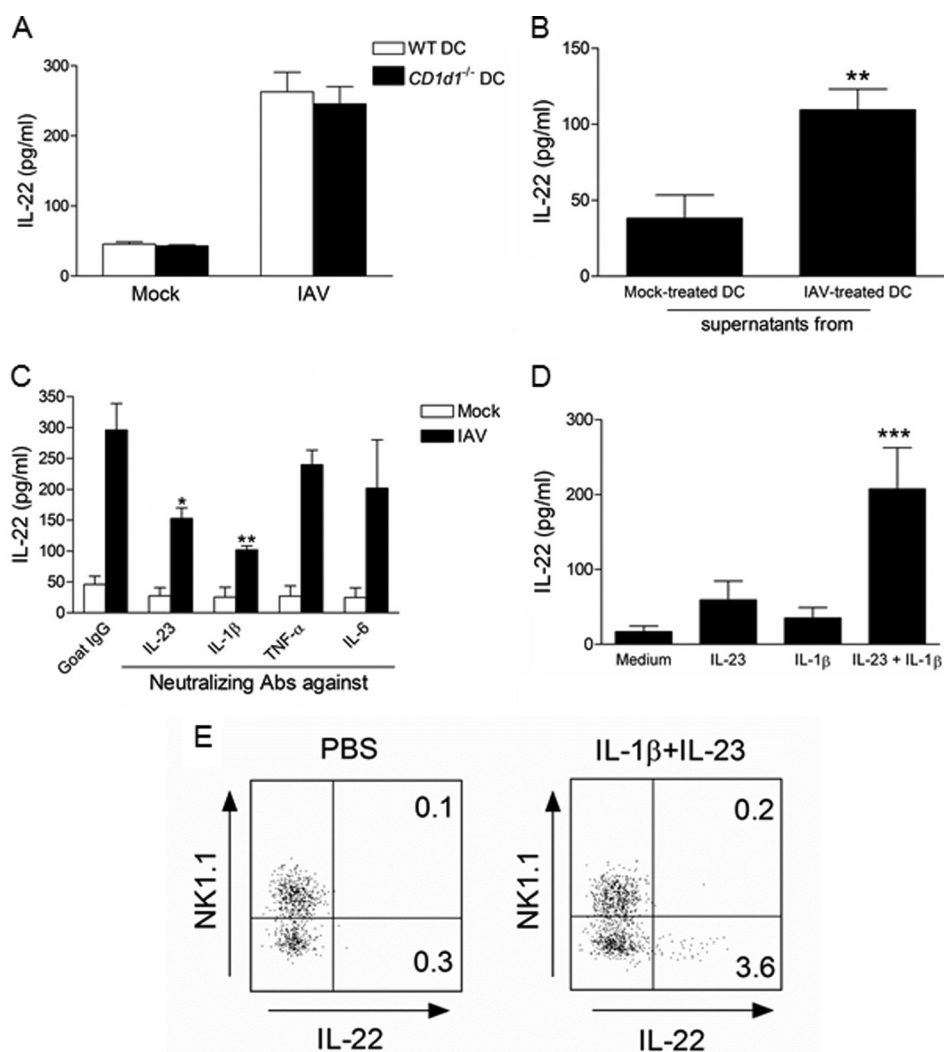 A
WT DC
CD1d1-/- DC
IL-22 (pg/ml)
300
200
100
0
Mock
IAV
B
IL-22 (pg/ml)
150
100
50
0
**
Mock-treated DC
IAV-treated DC
supernatants from
C
Mock
IAV
IL-22 (pg/ml)
350
300
250
200
150
100
50
0
*
**
Goat IgG
IL-23
IL-1β
TNF-α
IL-6
Neutralizing Abs against
D
IL-22 (pg/ml)
300
200
100
0
***
Medium
IL-23
IL-1β
IL-23 + IL-1β
E
PBS
NK1.1
0.1
0.3
IL-22
IL-1β+IL-23
NK1.1
0.2
3.6
IL-22